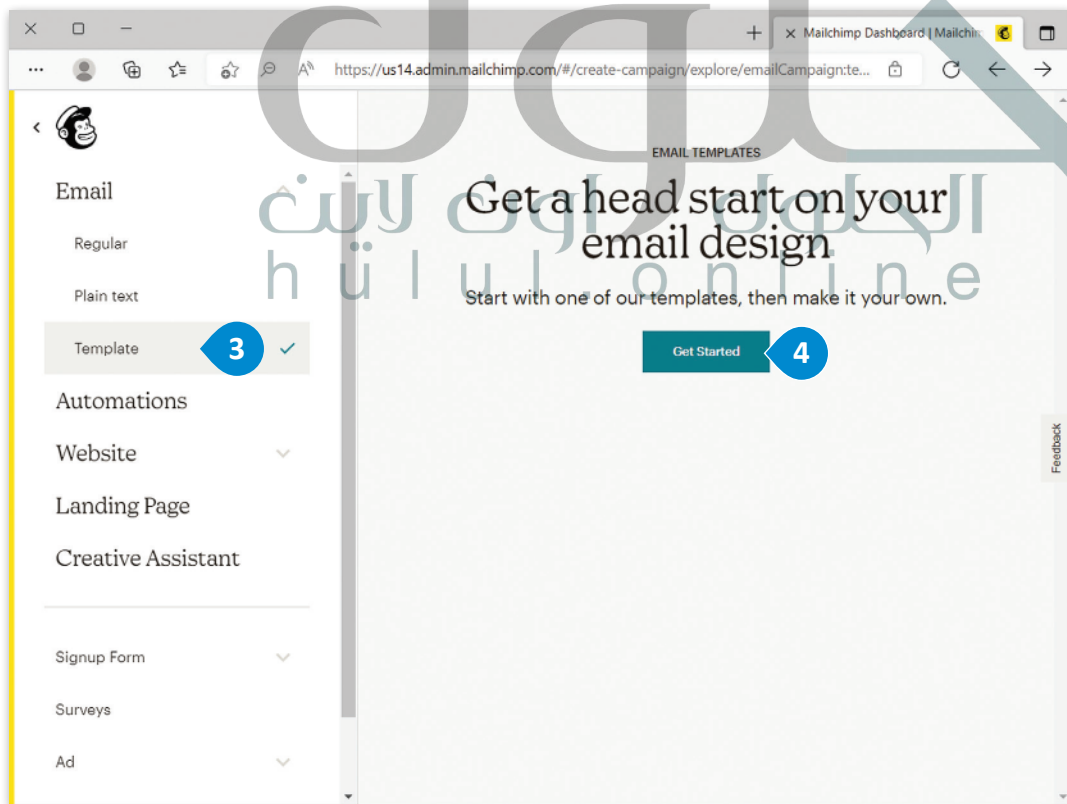 Mailchimp Dashboard | Mailchim
https://us14.admin.mailchimp.com/#/create-campaign/explore/emailCampaign:te...
Email
Regular
Plain text
Template
3
Automations
Website
Landing Page
Creative Assistant
Signup Form
Surveys
Ad
EMAIL TEMPLATES
Get a head start on your
email design
Start with one of our templates, then make it your own.
Get Started
4
Feedback
حلول
الحلول اون لاين
hülul.online